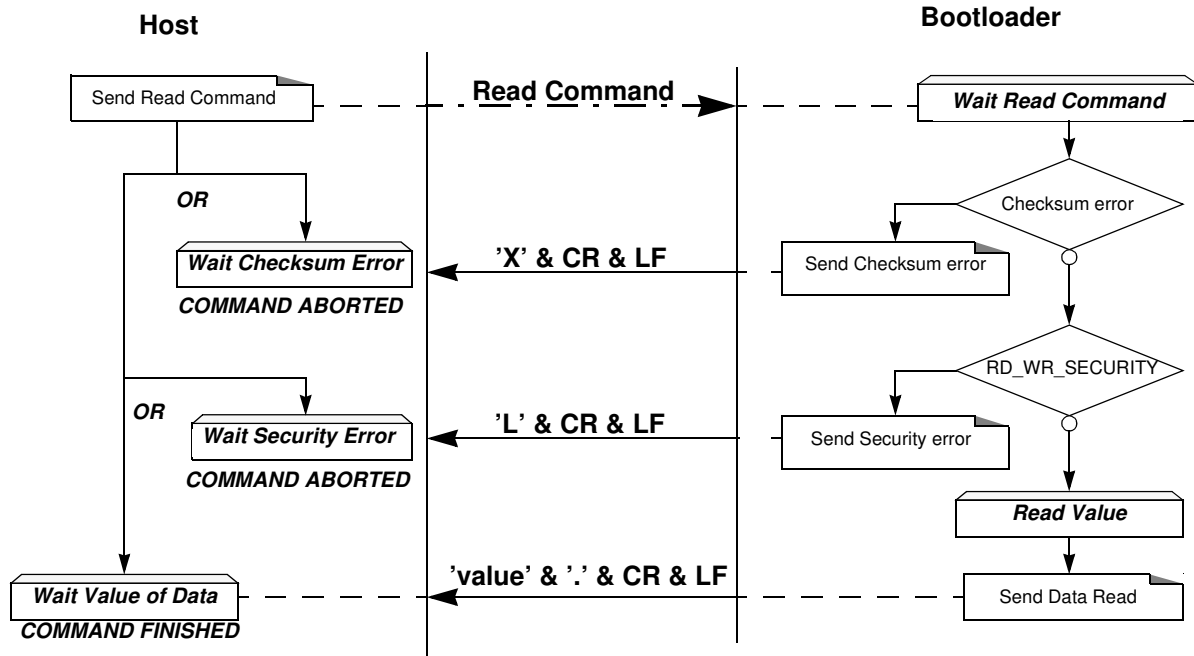 Host
Bootloader
Send Read Command
Read Command
Wait Read Command
OR
Checksum error
Wait Checksum Error
’X’ & CR & LF
Send Checksum error
COMMAND ABORTED
RD_WR_SECURITY
OR
Wait Security Error
’L’ & CR & LF
Send Security error
COMMAND ABORTED
Read Value
Wait Value of Data
’value’ & ’.’ & CR & LF
Send Data Read
COMMAND FINISHED